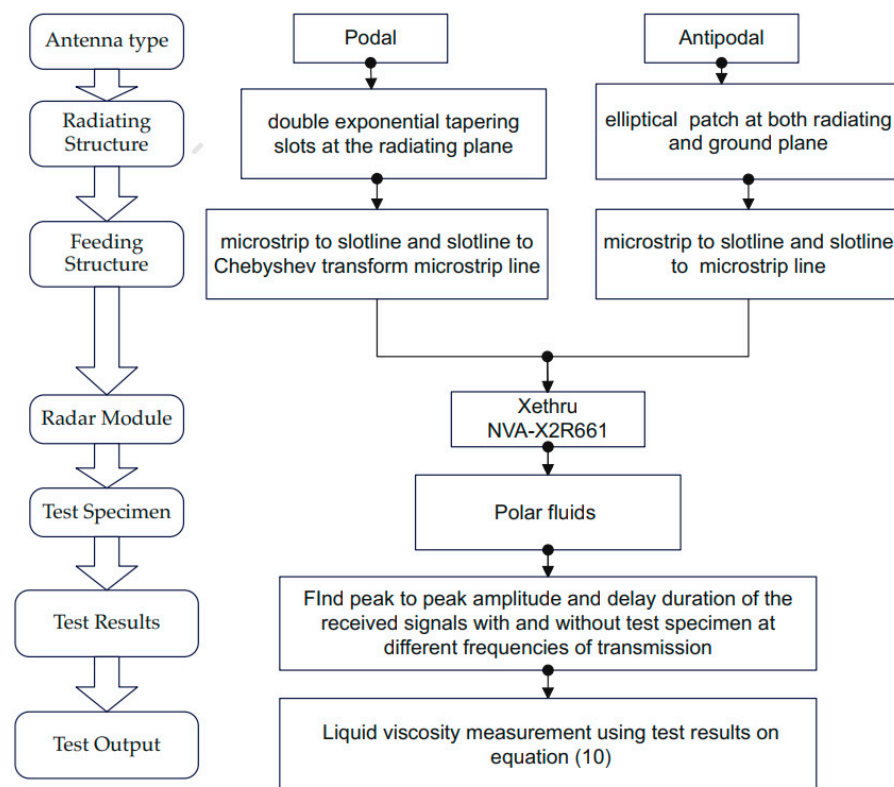 Antenna type
Podal
Antipodal
Radiating
Structure
double exponential tapering
slots at the radiating plane
elliptical patch at both radiating
and ground plane
Feeding
Structure
microstrip to slotline and slotline to
Chebyshev transform microstrip line
microstrip to slotline and slotline
to microstrip line
Radar Module
Xethru
NVA-X2R661
Test Specimen
Polar fluids
Test Results
FInd peak to peak amplitude and delay duration of the
received signals with and without test specimen at
different frequencies of transmission
Test Output
Liquid viscosity measurement using test results on
equation (10)